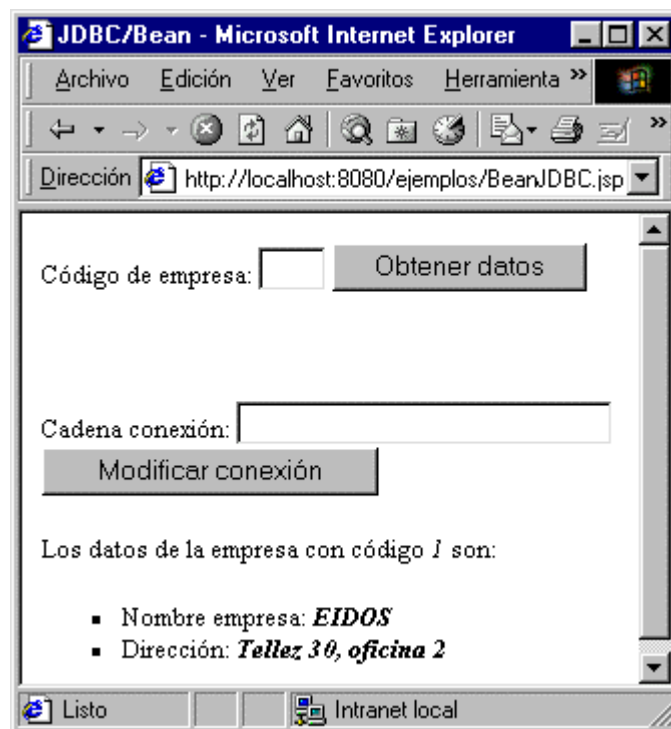 JDBC/Bean - Microsoft Internet Explorer
Archivo Edición Ver Favoritos Herramienta »
»
Dirección http://localhost:8080/ejemplos/BeanJDBC.jsp
Código de empresa: Obtener datos
Cadena conexión:
Modificar conexión
Los datos de la empresa con código 1 son:
▪ Nombre empresa: EIDOS
▪ Dirección: Tellez 30, oficina 2
Listo Intranet local